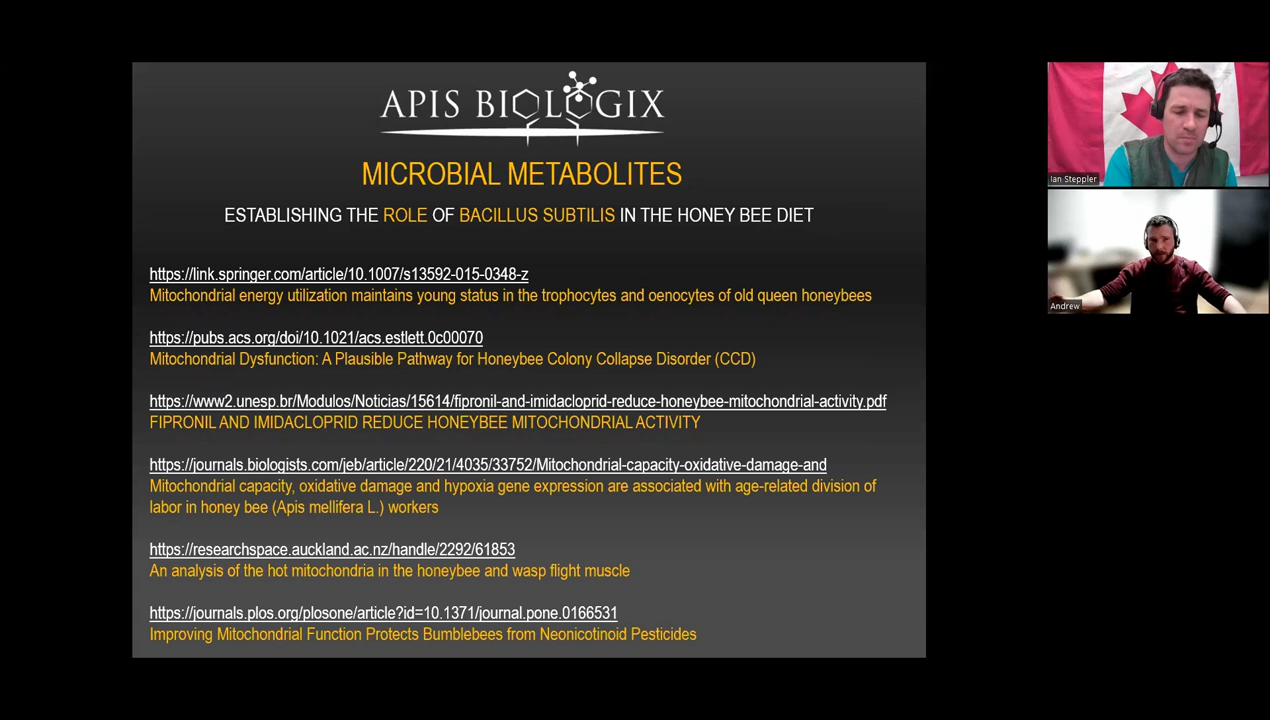 APIS BIOLOGIX
MICROBIAL METABOLITES
ESTABLISHING THE ROLE OF BACILLUS SUBTILIS IN THE HONEY BEE DIET
https://link.springer.com/article/10.1007/s13592-015-0348-z
Mitochondrial energy utilization maintains young status in the trophocytes and oenocytes of old queen honeybees
https://pubs.acs.org/doi/10.1021/acs.estlett.0c00070
Mitochondrial Dysfunction: A Plausible Pathway for Honeybee Colony Collapse Disorder (CCD)
https://www2.unesp.br/Modulos/Noticias/15614/fipronil-and-imidacloprid-reduce-honeybee-mitochondrial-activity.pdf
FIPRONIL AND IMIDACLOPRID REDUCE HONEYBEE MITOCHONDRIAL ACTIVITY
https://journals.biologists.com/jeb/article/220/21/4035/33752/Mitochondrial-capacity-oxidative-damage-and
Mitochondrial capacity, oxidative damage and hypoxia gene expression are associated with age-related division of
labor in honey bee (Apis mellifera L.) workers
https://researchspace.auckland.ac.nz/handle/2292/61853
An analysis of the hot mitochondria in the honeybee and wasp flight muscle
https://journals.plos.org/plosone/article?id=10.1371/journal.pone.0166531
Improving Mitochondrial Function Protects Bumblebees from Neonicotinoid Pesticides
Ian Steppler
Andrew